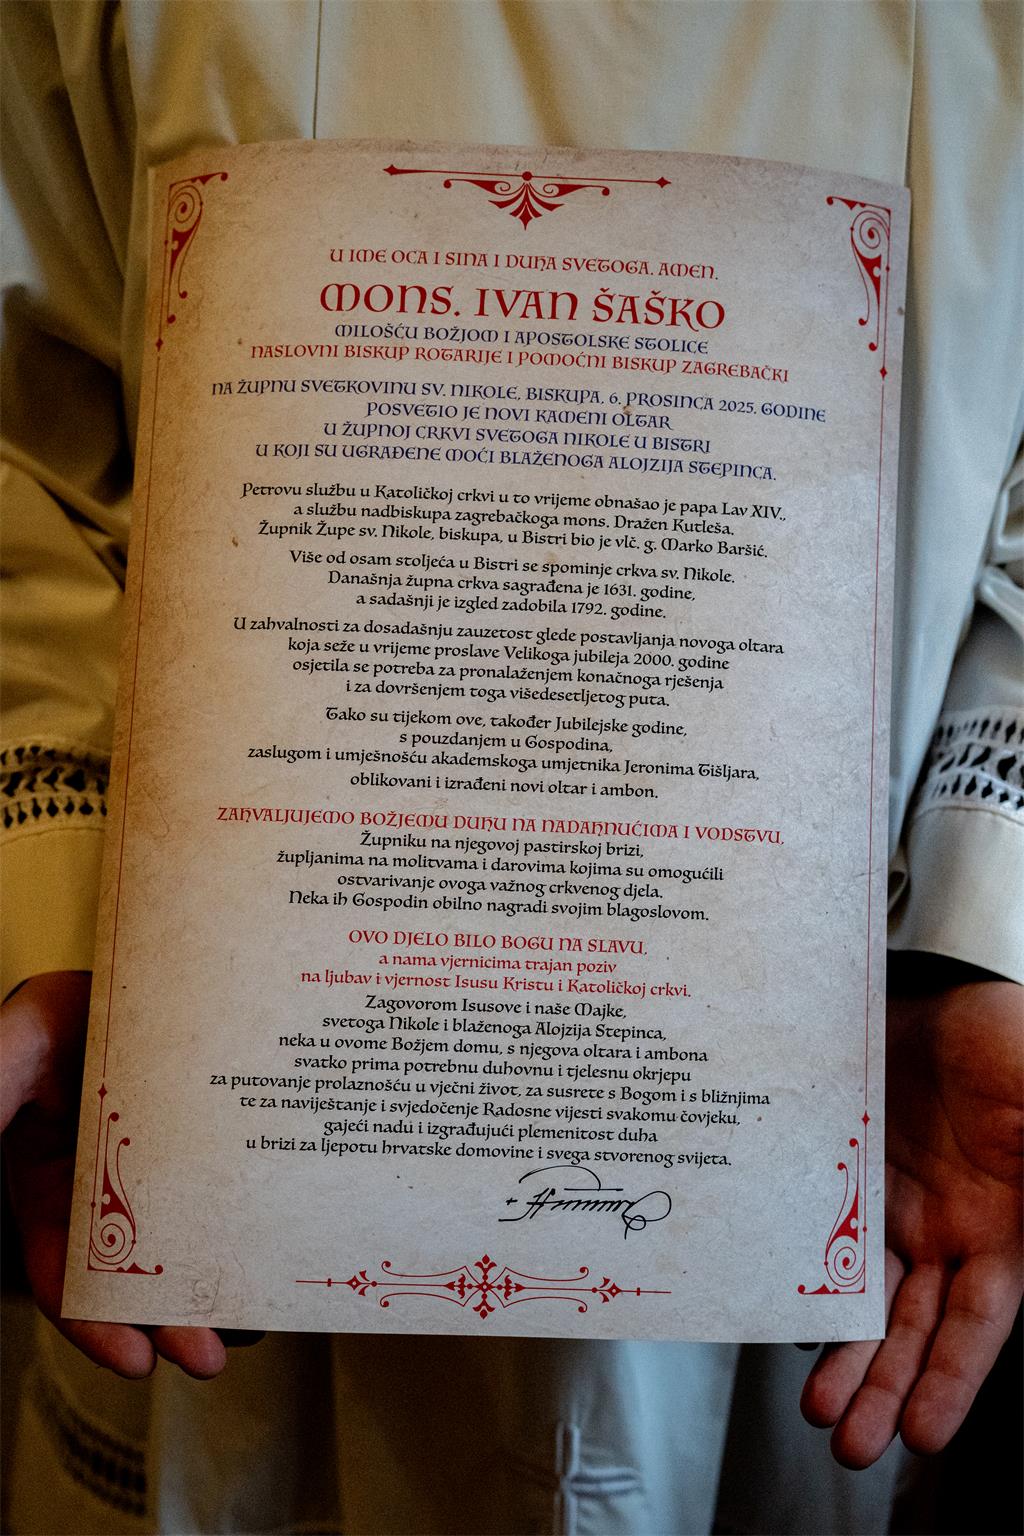 U IME OCA I SINA I DUHA SVETOGA. AMEN.
MONS. IVAN ŠAŠKO
MILOŠĆU BOŽJOM I APOSTOLSKE STOLICE
NASLOVNI BISKUP ROTARIJE I POMOĆNI BISKUP ZAGREBAČKI
NA ŽUPNU SVETKOVINU SV. NIKOLE, BISKUPA, 6. PROSINCA 2025. GODINE
POSVETIO JE NOVI KAMENI OLTAR
U ŽUPNOJ CRKVI SVETOGA NIKOLE U BISTRI
U KOJI SU UGRAĐENE MOĆI BLAŽENOGA ALOJZIJA STEPINCA.
Petrovu službu u Katoličkoj crkvi u to vrijeme obnašao je papa Lav XIV.,
a službu nadbiskupa zagrebačkoga mons. Dražen Kutleša.
Župnik Župe sv. Nikole, biskupa, u Bistri bio je vlč. g. Marko Baršić.
Više od osam stoljeća u Bistri se spominje crkva sv. Nikole.
Današnja župna crkva sagrađena je 1631. godine,
a sadašnji je izgled zadobila 1792. godine.
U zahvalnosti za dosadašnju zauzetost glede postavljanja novoga oltara
koja seže u vrijeme proslave Velikoga jubileja 2000. godine
osjetila se potreba za pronalaženjem konačnoga rješenja
i za dovršenjem toga višedesetljetog puta.
Tako su tijekom ove, također Jubilejske godine,
s pouzdanjem u Gospodina,
zaslugom i umješnošću akademskoga umjetnika Jeronima Tišljara,
oblikovani i izrađeni novi oltar i ambon.
ZAHVALJUJEMO BOŽJEMU DUHU NA NADAHNUĆIMA I VODSTVU,
Župniku na njegovoj pastirskoj brizi,
župljanima na molitvama i darovima kojima su omogućili
ostvarivanje ovoga važnog crkvenog djela.
Neka ih Gospodin obilno nagradi svojim blagoslovom.
OVO DJELO BILO BOGU NA SLAVU,
a nama vjernicima trajan poziv
na ljubav i vjernost Isusu Kristu i Katoličkoj crkvi.
Zagovorom Isusove i naše Majke,
svetoga Nikole i blaženoga Alojzija Stepinca,
neka u ovome Božjem domu, s njegova oltara i ambona
svatko prima potrebnu duhovnu i tjelesnu okrjepu
za putovanje prolaznošću u vječni život, za susrete s Bogom i s bližnjima
te za naviještanje i svjedočenje Radosne vijesti svakomu čovjeku,
gajeći nadu i izgrađujući plemenitost duha
u brizi za ljepotu hrvatske domovine i svega stvorenog svijeta.